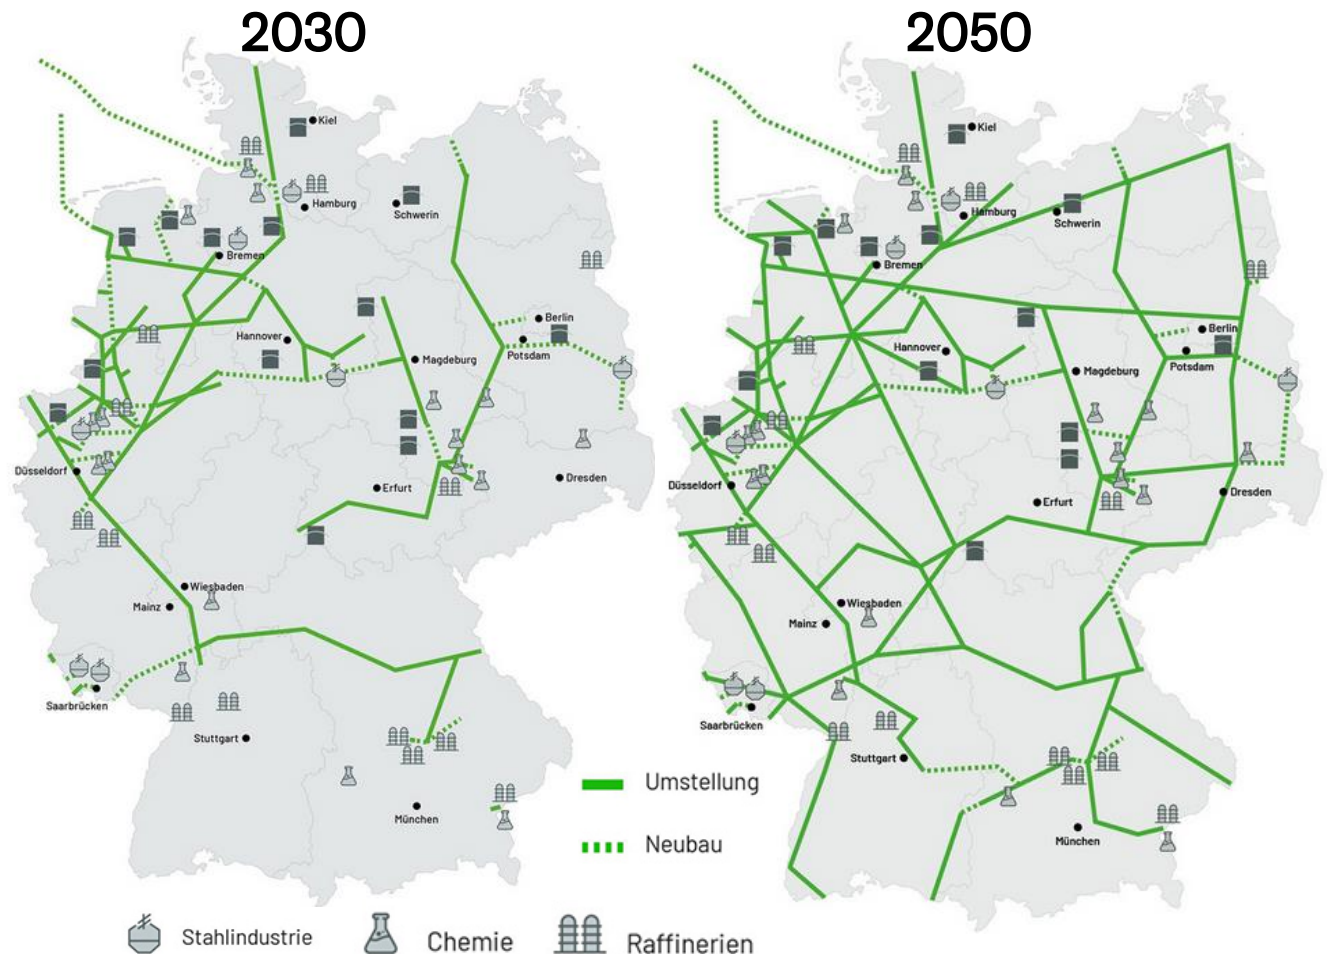 2030
2050
Kiel
Hamburg
Schwerin
Bremen
Berlin
Hannover
Potsdam
Magdeburg
Düsseldorf
Erfurt
Dresden
Wiesbaden
Mainz
Saarbrücken
Stuttgart
München
Kiel
Hamburg
Schwerin
Bremen
Berlin
Hannover
Potsdam
Magdeburg
Düsseldorf
Erfurt
Dresden
Wiesbaden
Mainz
Saarbrücken
Stuttgart
München
Umstellung
Neubau
Stahlindustrie
Chemie
Raffinerien